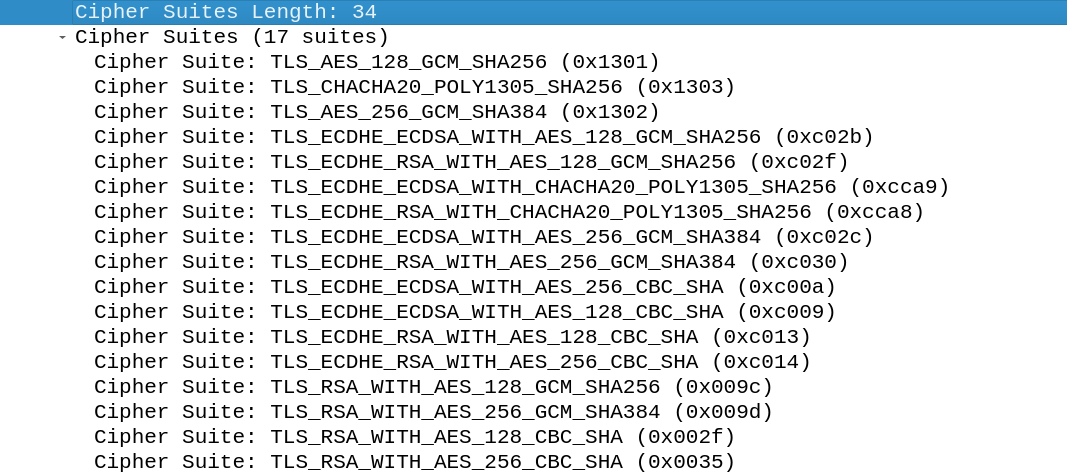 Cipher Suites Length: 34
Cipher Suites (17 suites)
Cipher Suite: TLS_AES_128_GCM_SHA256 (0x1301)
Cipher Suite: TLS_CHACHA20_POLY1305_SHA256 (0x1303)
Cipher Suite: TLS_AES_256_GCM_SHA384 (0x1302)
Cipher Suite: TLS_ECDHE_ECDSA_WITH_AES_128_GCM_SHA256 (0xc02b)
Cipher Suite: TLS_ECDHE_RSA_WITH_AES_128_GCM_SHA256 (0xc02f)
Cipher Suite: TLS_ECDHE_ECDSA_WITH_CHACHA20_POLY1305_SHA256 (0xcca9)
Cipher Suite: TLS_ECDHE_RSA_WITH_CHACHA20_POLY1305_SHA256 (0xcca8)
Cipher Suite: TLS_ECDHE_ECDSA_WITH_AES_256_GCM_SHA384 (0xc02c)
Cipher Suite: TLS_ECDHE_RSA_WITH_AES_256_GCM_SHA384 (0xc030)
Cipher Suite: TLS_ECDHE_ECDSA_WITH_AES_256_CBC_SHA (0xc00a)
Cipher Suite: TLS_ECDHE_ECDSA_WITH_AES_128_CBC_SHA (0xc009)
Cipher Suite: TLS_ECDHE_RSA_WITH_AES_128_CBC_SHA (0xc013)
Cipher Suite: TLS_ECDHE_RSA_WITH_AES_256_CBC_SHA (0xc014)
Cipher Suite: TLS_RSA_WITH_AES_128_GCM_SHA256 (0x009c)
Cipher Suite: TLS_RSA_WITH_AES_256_GCM_SHA384 (0x009d)
Cipher Suite: TLS_RSA_WITH_AES_128_CBC_SHA (0x002f)
Cipher Suite: TLS_RSA_WITH_AES_256_CBC_SHA (0x0035)